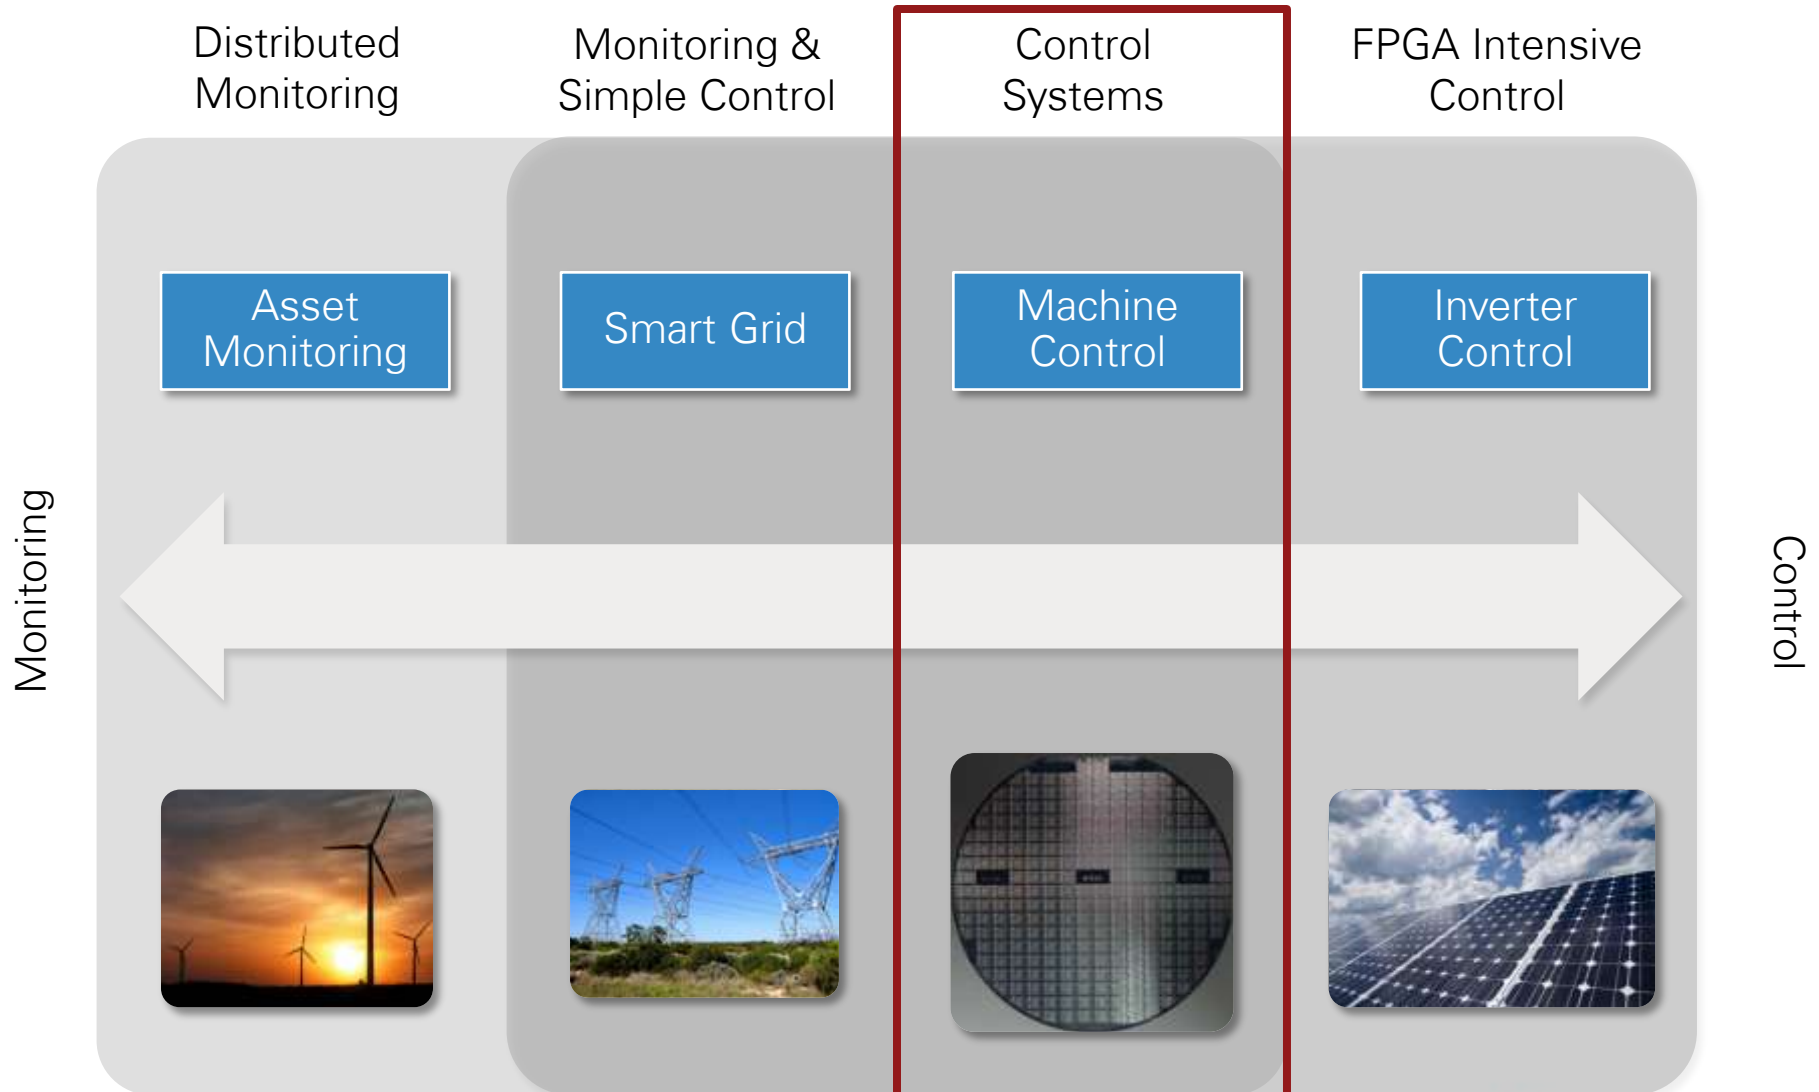 Distributed
Monitoring
Monitoring &
Simple Control
Control
Systems
FPGA Intensive
Control
Asset
Monitoring
Smart Grid
Machine
Control
Inverter
Control
Monitoring
Control